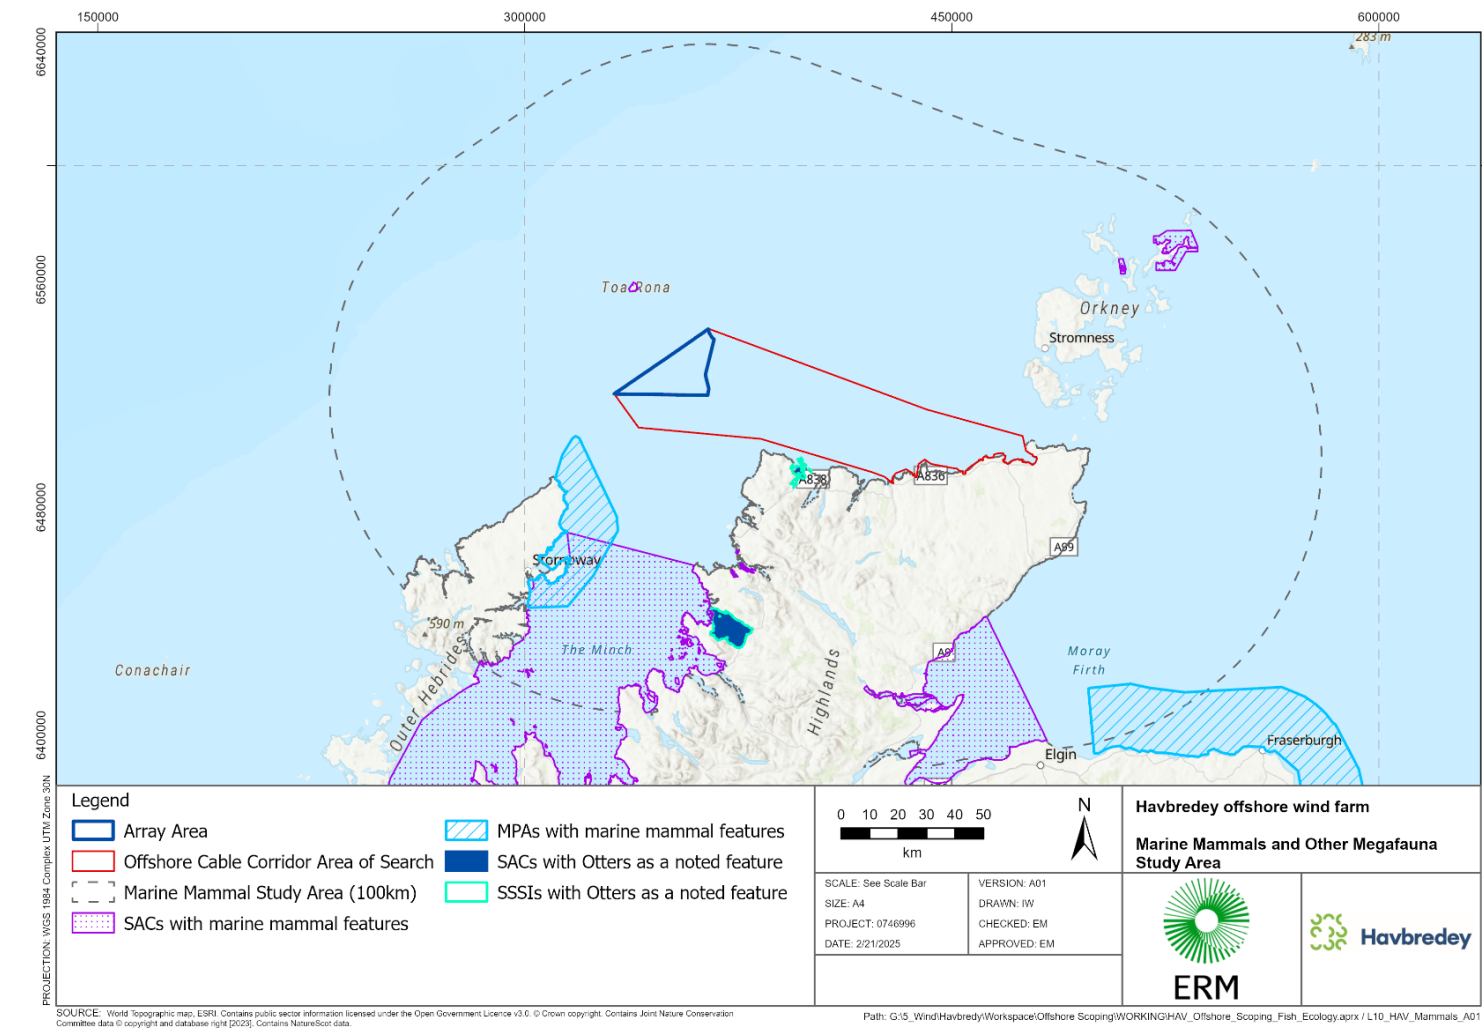 150000
300000
450000
600000
6640000
6560000
6480000
6400000
283 m
Toa Rona
Orkney
Stromness
A838
A836
A99
Stornoway
590 m
The Minch
Conachair
Outer Hebrides
Highlands
A9
Moray
Firth
Elgin
Fraserburgh
PROJECTION: WGS 1984 Complex UTM Zone 30N
Legend
Array Area
Offshore Cable Corridor Area of Search
Marine Mammal Study Area (100km)
SACs with marine mammal features
MPAs with marine mammal features
SACs with Otters as a noted feature
SSSIs with Otters as a noted feature
0 10 20 30 40 50
km
N
SCALE: See Scale Bar
SIZE: A4
PROJECT: 0746996
DATE: 2/21/2025
VERSION: A01
DRAWN: IW
CHECKED: EM
APPROVED: EM
Havbredey offshore wind farm
Marine Mammals and Other Megafauna
Study Area
ERM
Havbredey
SOURCE: World Topographic map, ESRI. Contains public sector information licensed under the Open Government Licence v3.0. © Crown copyright. Contains Joint Nature Conservation
Committee data © copyright and database right [2023]. Contains NatureScot data.
Path: G:\5_Wind\Havbredy\Workspace\Offshore Scoping\WORKING\HAV_Offshore_Scoping_Fish_Ecology.aprx / L10_HAV_Mammals_A01